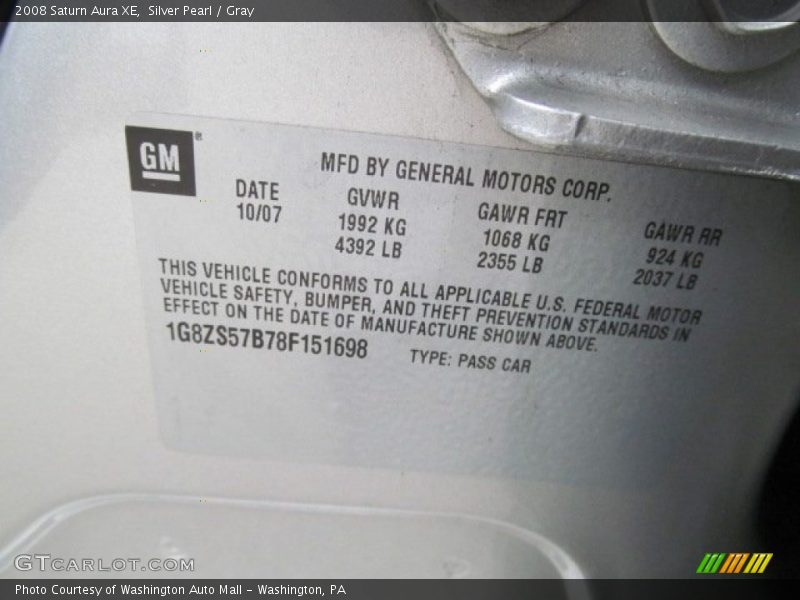 2008 Saturn Aura XE, Silver Pearl / Gray
GM®
MFD BY GENERAL MOTORS CORP.
DATE GVWR GAWR FRT GAWR RR
10/07 1992 KG 1068 KG 924 KG
4392 LB 2355 LB 2037 LB
THIS VEHICLE CONFORMS TO ALL APPLICABLE U.S. FEDERAL MOTOR
VEHICLE SAFETY, BUMPER, AND THEFT PREVENTION STANDARDS IN
EFFECT ON THE DATE OF MANUFACTURE SHOWN ABOVE.
1G8ZS57B78F151698 TYPE: PASS CAR
GTCARLOT.COM
Photo Courtesy of Washington Auto Mall - Washington, PA